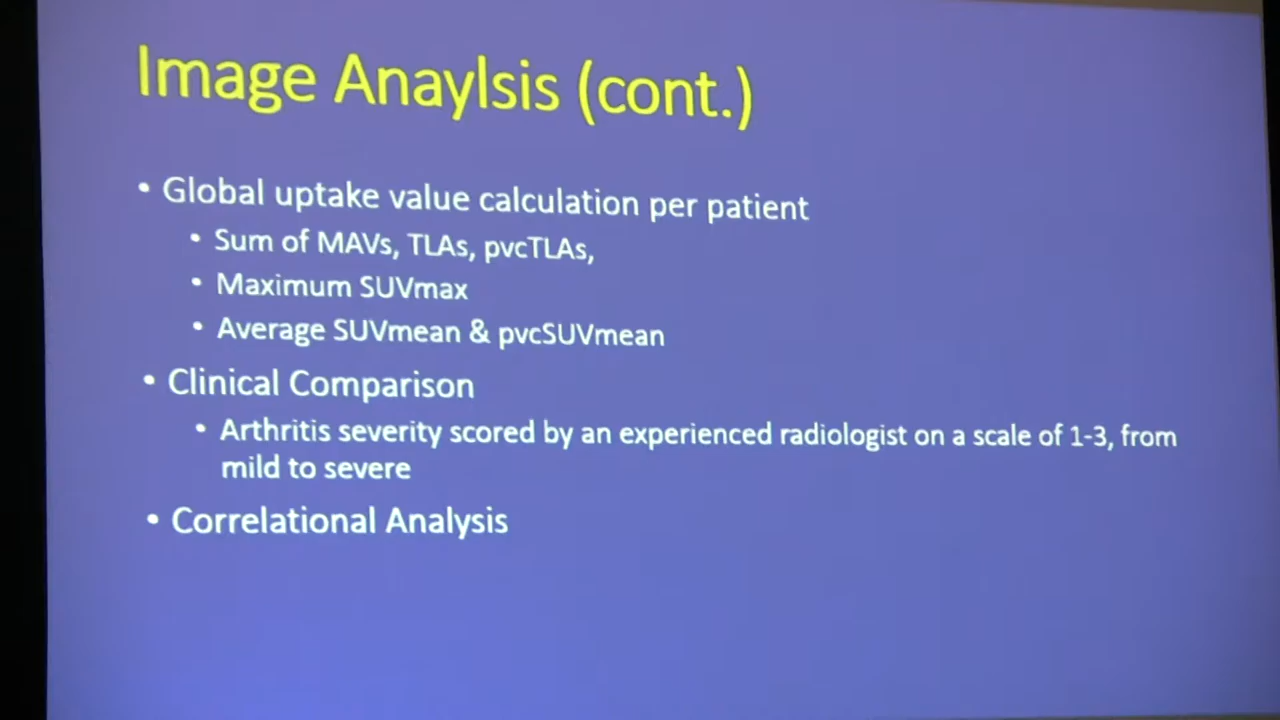 Image Anaylsis (cont.)
• Global uptake value calculation per patient
• Sum of MAVs, TLAs, pvcTLAs,
• Maximum SUVmax
• Average SUVmean & pvcSUVmean
• Clinical Comparison
• Arthritis severity scored by an experienced radiologist on a scale of 1-3, from
mild to severe
• Correlational Analysis